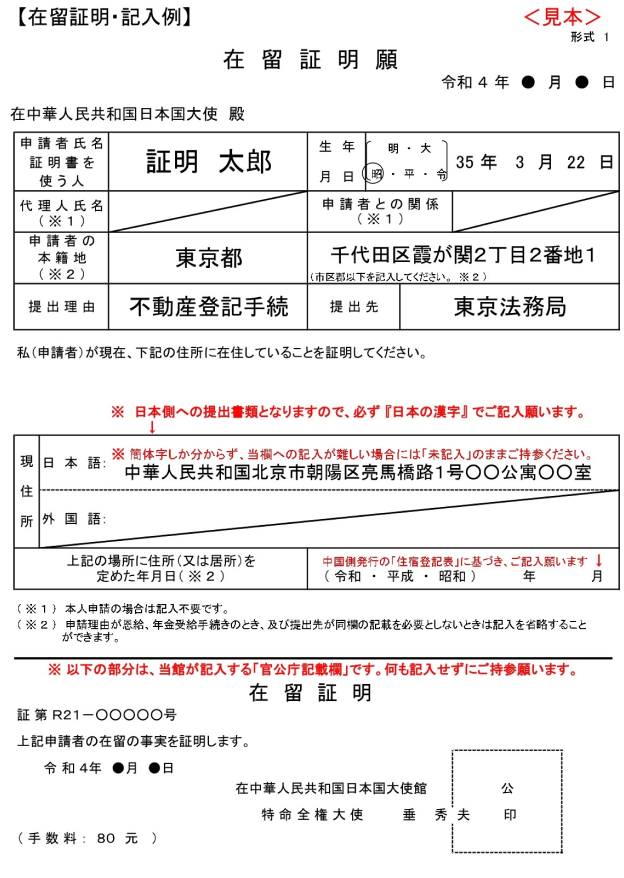 【在留証明・記入例】
＜見本＞
形式 1
在 留 証 明 願
令和 4 年 ● 月 ● 日
在中華人民共和国日本国大使 殿
申請者氏名
証明書を
使う人
証明 太郎
生 年
月 日
明 ・ 大
昭 ・ 平 ・ 令
35 年 3 月 22 日
代理人氏名
（※１）
申請者との関係
（※１）
申請者の
本籍地
（※２）
東京都
千代田区霞が関２丁目２番地１
(市区郡以下を記入してください。 ※２)
提出理由
不動産登記手続
提出先
東京法務局
私（申請者）が現在、下記の住所に在住していることを証明してください。
※ 日本側への提出書類となりますので、必ず『日本の漢字』でご記入願います。
↓
現住所
日 本 語：
※ 簡体字しか分からず、当欄への記入が難しい場合には「未記入」のままご持参ください。
中華人民共和国北京市朝陽区亮馬橋路１号〇〇公寓〇〇室
外 国 語：
上記の場所に住所（又は居所）を
定めた年月日（※２）
中国側発行の「住宿登記表」に基づき、ご記入願います ↓
（ 令和 ・ 平成 ・ 昭和 ） 年 月
（※１） 本人申請の場合は記入不要です。
（※２） 申請理由が恩給、年金受給手続きのとき、及び提出先が同欄の記載を必要としないときは記入を省略すること
ができます。
※ 以下の部分は、当館が記入する「官公庁記載欄」です。何も記入せずにご持参願います。
在 留 証 明
証 第 R21－〇〇〇〇〇号
上記申請者の在留の事実を証明します。
令 和 4年 ●月 ●日
在中華人民共和国日本国大使館
公
特 命 全 権 大 使 垂 秀 夫
印
（ 手 数 料 ： 80 元 ）